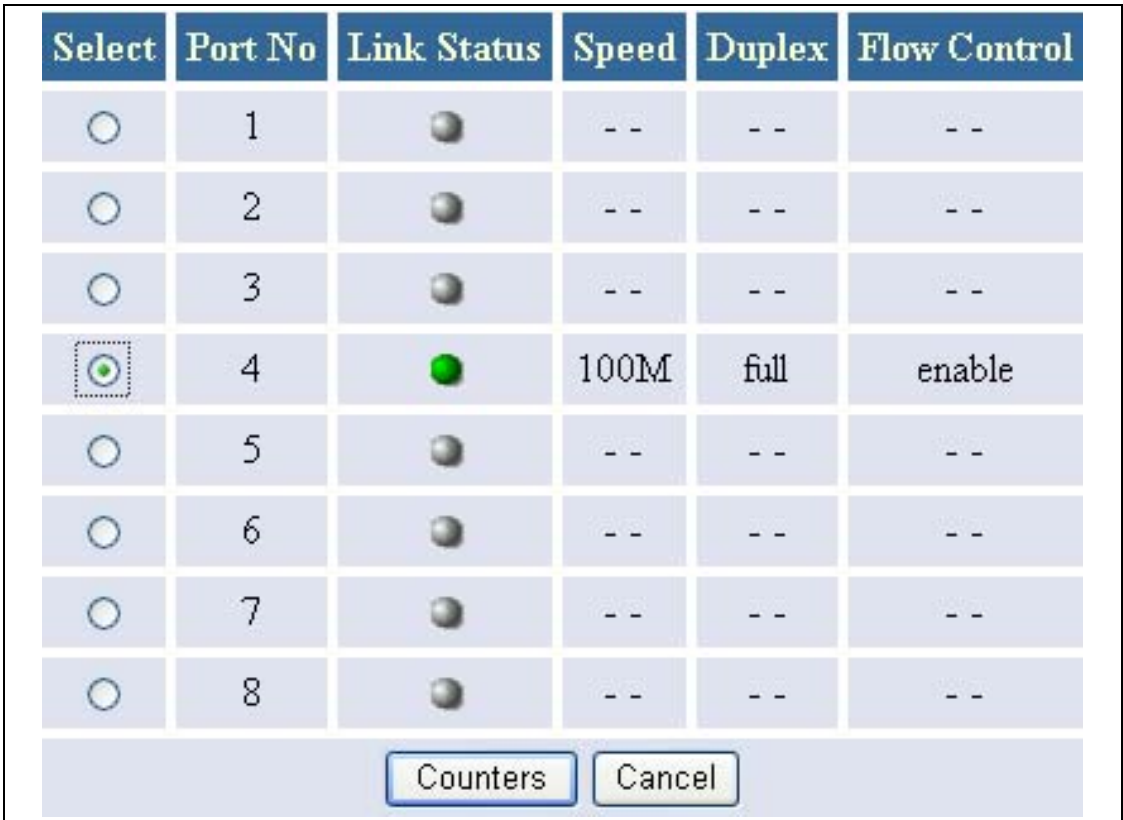 Select Port No Link Status Speed Duplex Flow Control
1 - - - - - -
2 - - - - - -
3 - - - - - -
4 100M full enable
5 - - - - - -
6 - - - - - -
7 - - - - - -
8 - - - - - -
Counters Cancel